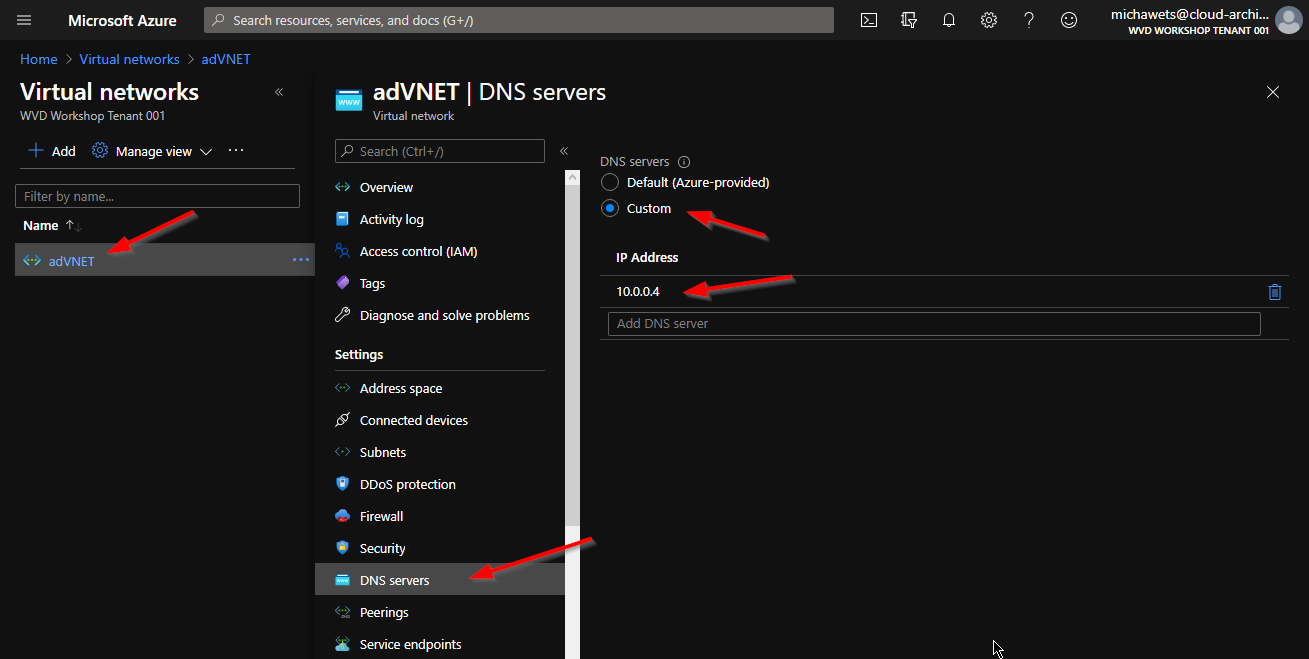 Microsoft Azure
Search resources, services, and docs (G+/)
michawets@cloud-archi...
WVD WORKSHOP TENANT 001
Home > Virtual networks > adVNET
Virtual networks
WVD Workshop Tenant 001
Add
Manage view
Filter by name...
Name
adVNET
adVNET | DNS servers
Virtual network
Search (Ctrl+/)
Overview
Activity log
Access control (IAM)
Tags
Diagnose and solve problems
Settings
Address space
Connected devices
Subnets
DDoS protection
Firewall
Security
DNS servers
Peerings
Service endpoints
DNS servers
Default (Azure-provided)
Custom
IP Address
10.0.0.4
Add DNS server